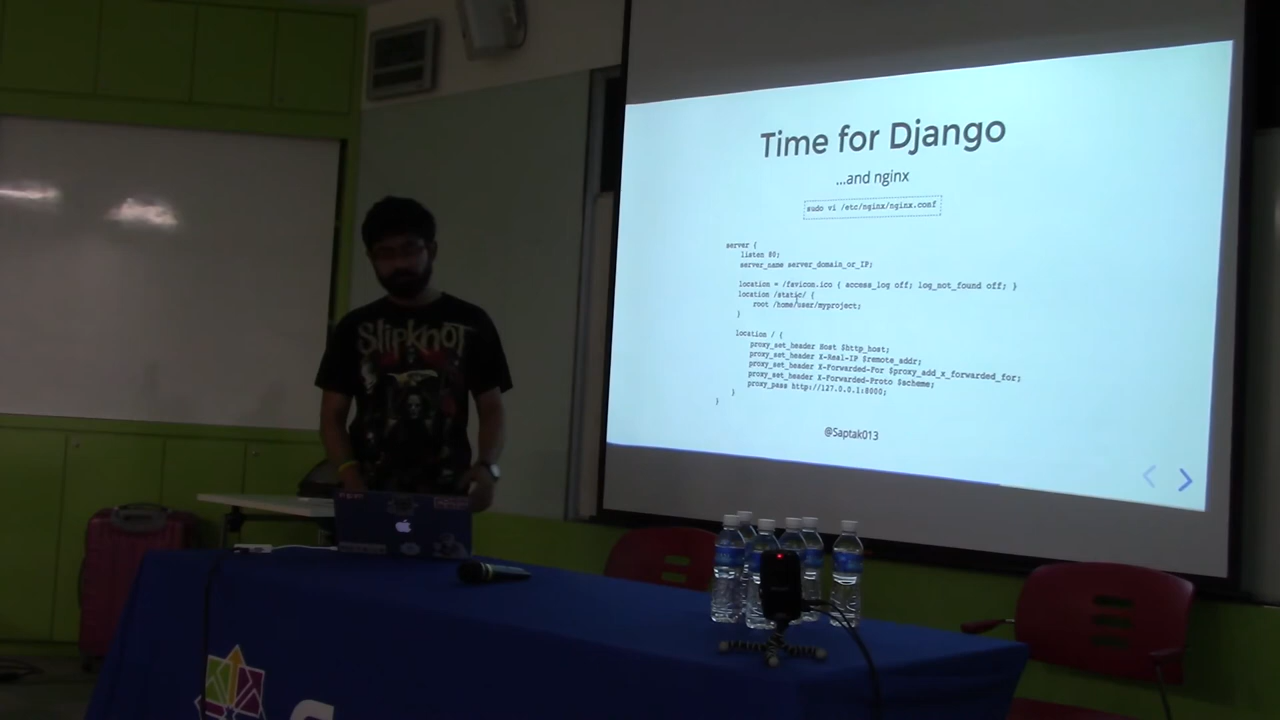 Time for Django
...and nginx
sudo vi /etc/nginx/nginx.conf
server {
listen 80;
server_name server_domain_or_IP;
location = /favicon.ico { access_log off; log_not_found off; }
location /static/ {
root /home/user/myproject;
}
location / {
proxy_set_header Host $http_host;
proxy_set_header X-Real-IP $remote_addr;
proxy_set_header X-Forwarded-For $proxy_add_x_forwarded_for;
proxy_set_header X-Forwarded-Proto $scheme;
proxy_pass http://127.0.0.1:8000;
}
}
@Saptak013
Slipknot